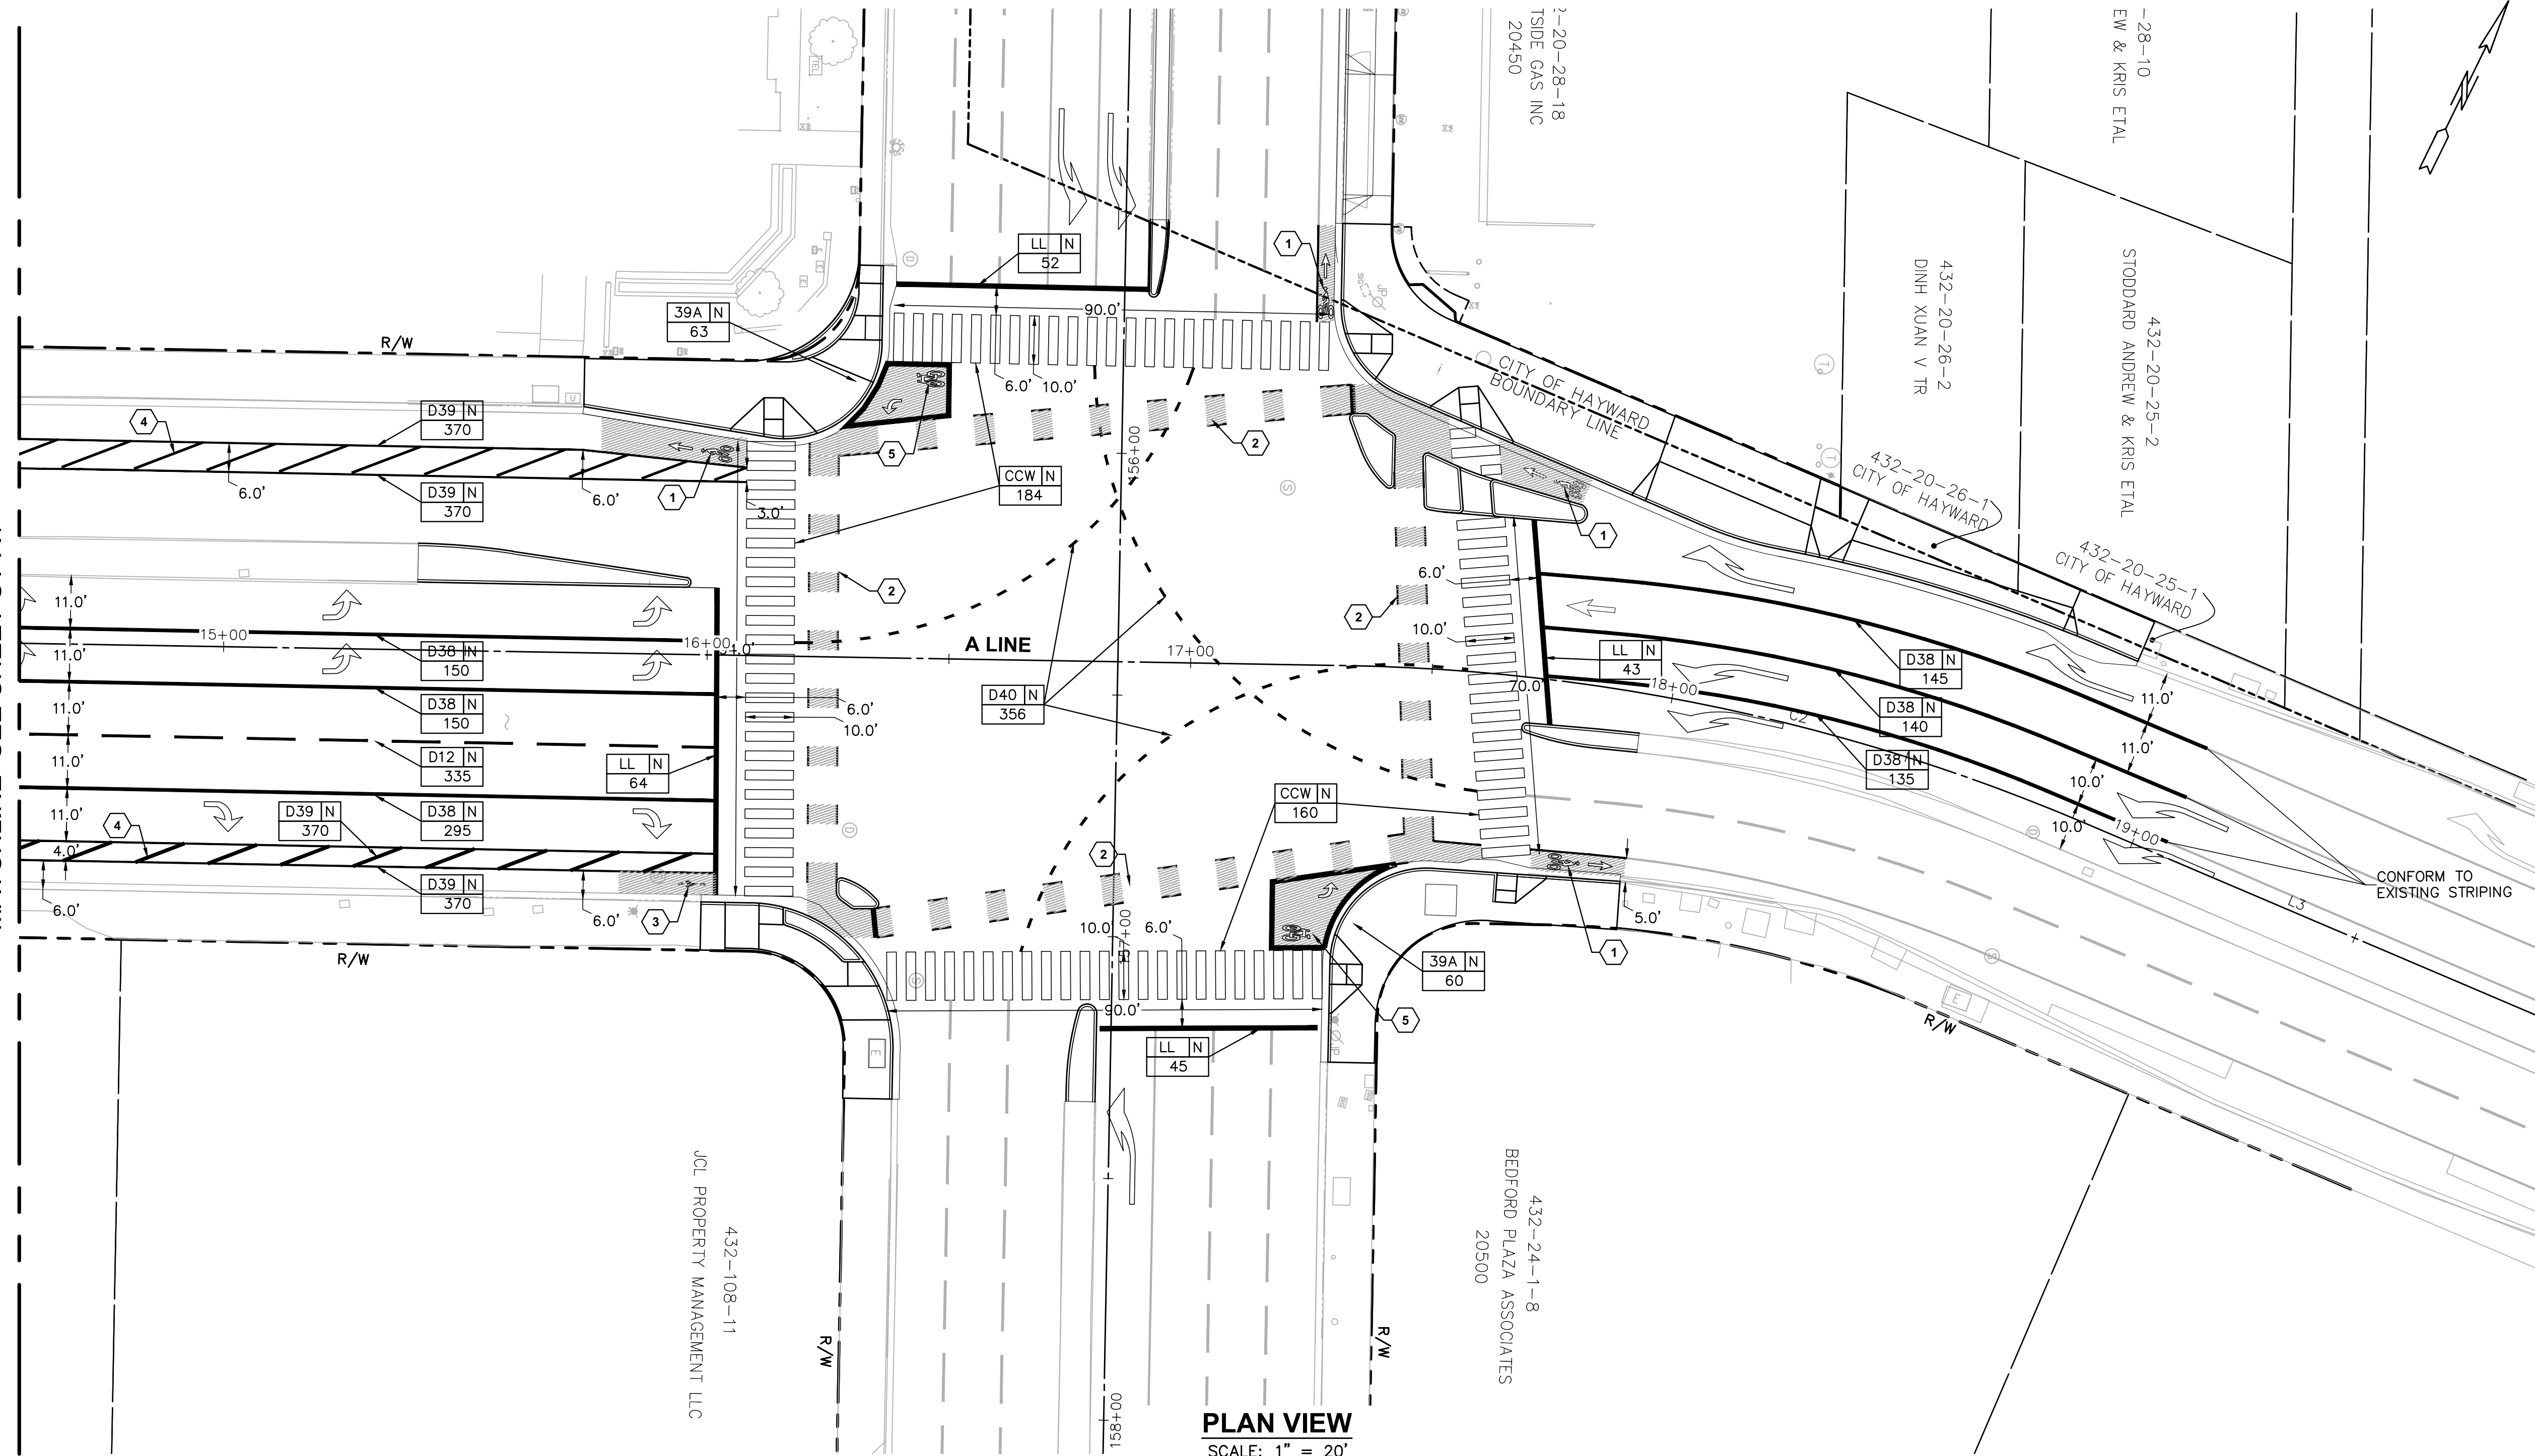 2-20-28-18
TSIDE GAS INC
20450
-28-10
EW & KRIS ETAL
N
TEL
LL N
52
1
39A N
63
90.0'
6.0'
10.0'
R/W
CITY OF HAYWARD
BOUNDARY LINE
432-20-26-2
DINH XUAN V TR
432-20-25-2
STODDARD ANDREW & KRIS ETAL
432-20-26-1
CITY OF HAYWARD
432-20-25-1
CITY OF HAYWARD
SIG
JP
T
T
D
4
D39 N
370
D39 N
370
6.0'
6.0'
1
3.0'
5
2
CCW N
184
156+00
S
2
1
6.0'
2
10.0'
11.0'
11.0'
11.0'
11.0'
11.0'
4.0'
15+00
16+00
A LINE
17+00
18+00
19+00
70.0'
C2
L3
D38 N
150
D38 N
150
D12 N
335
D38 N
295
LL N
64
6.0'
10.0'
D40 N
356
LL N
43
D38 N
145
D38 N
140
D38 N
135
11.0'
11.0'
10.0'
10.0'
CONFORM TO
EXISTING STRIPING
4
D39 N
370
D39 N
370
6.0'
6.0'
3
D
2
CCW N
160
1
5.0'
10.0'
6.0'
157+00
S
90.0'
39A N
60
5
LL N
45
R/W
E
JP
D
S
E
R/W
432-108-11
JCL PROPERTY MANAGEMENT LLC
R/W
R/W
432-24-1-8
BEDFORD PLAZA ASSOCIATES
20500
158+00
PLAN VIEW
SCALE: 1" = 20'